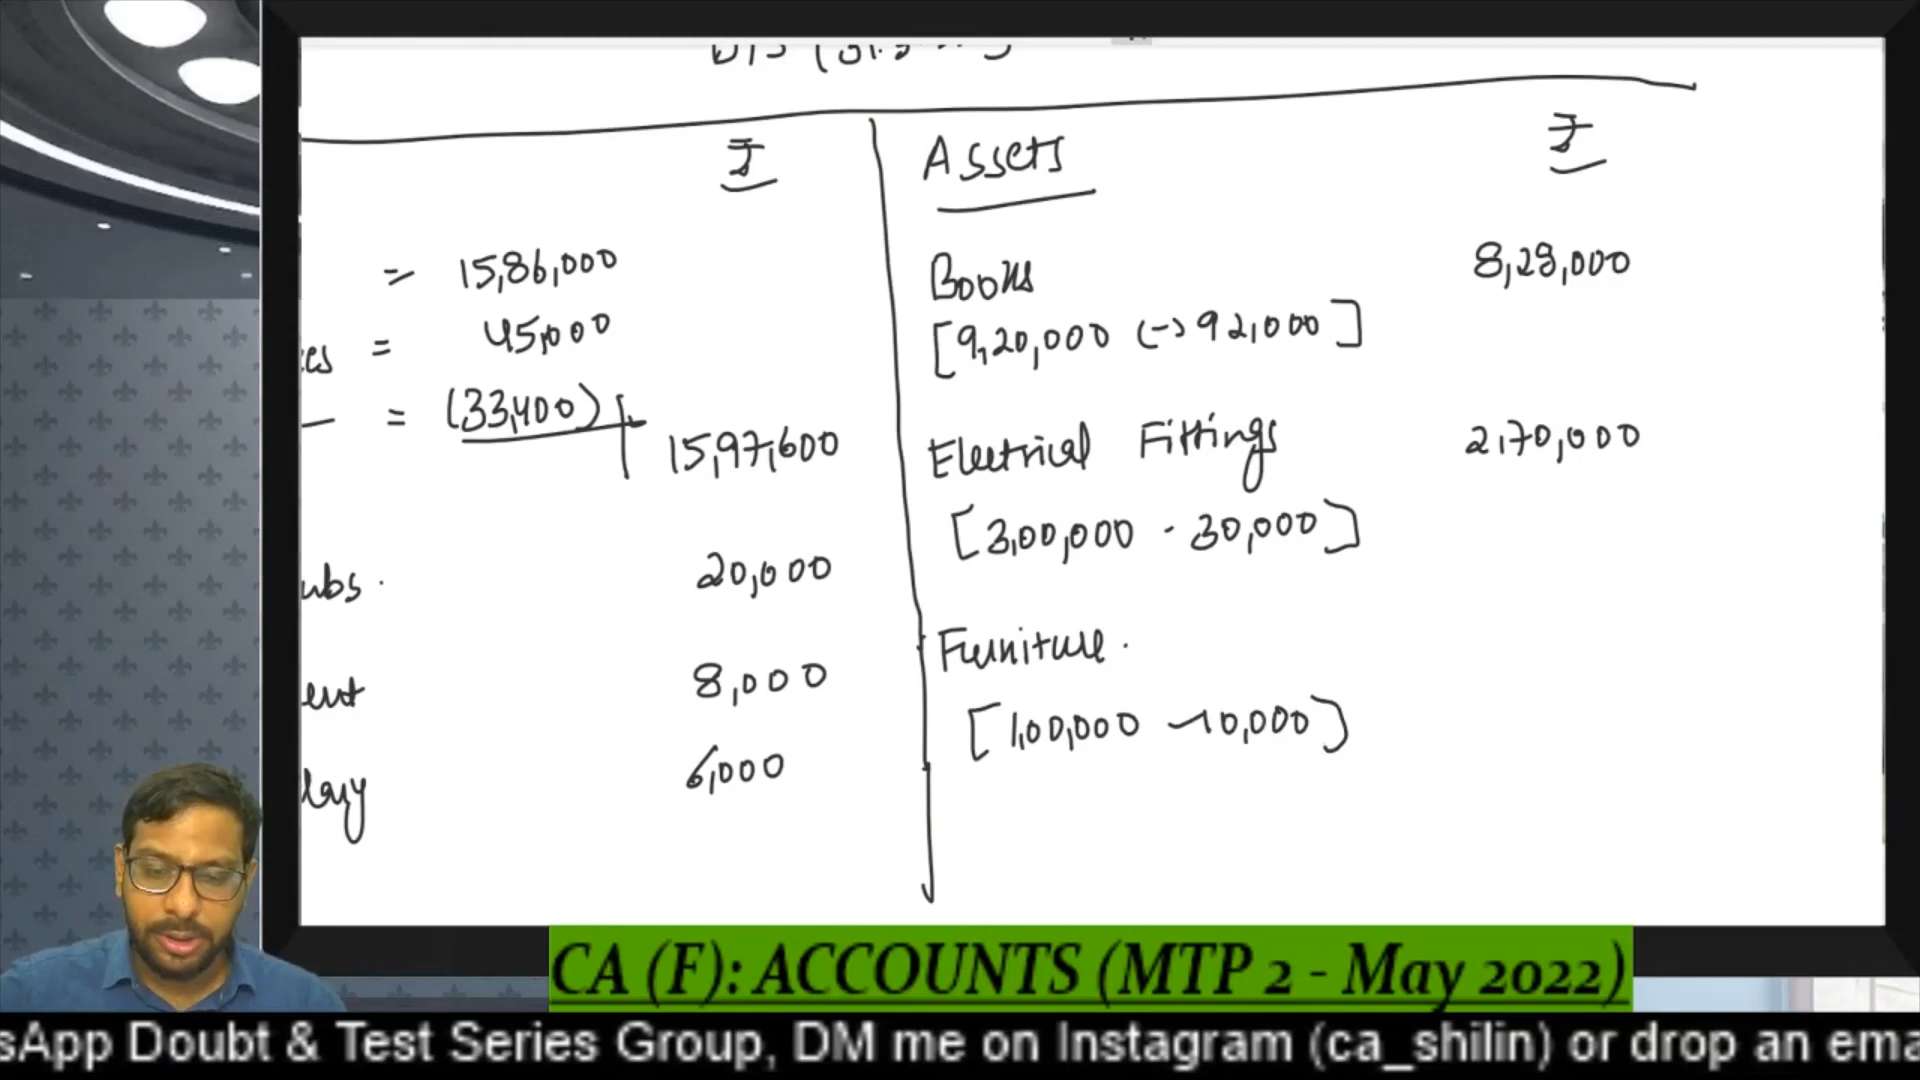 ₹
Assets
₹
= 15,86,000
Books
8,28,000
= 45,000
[9,20,000 (-) 92,000]
= (33,400)
15,97,600
Electrical Fittings
2,70,000
[3,00,000 - 30,000]
20,000
Furniture.
8,000
[1,00,000 - 10,000]
6,000
CA (F): ACCOUNTS (MTP 2 - May 2022)
sApp Doubt & Test Series Group, DM me on Instagram (ca_shilin) or drop an ema